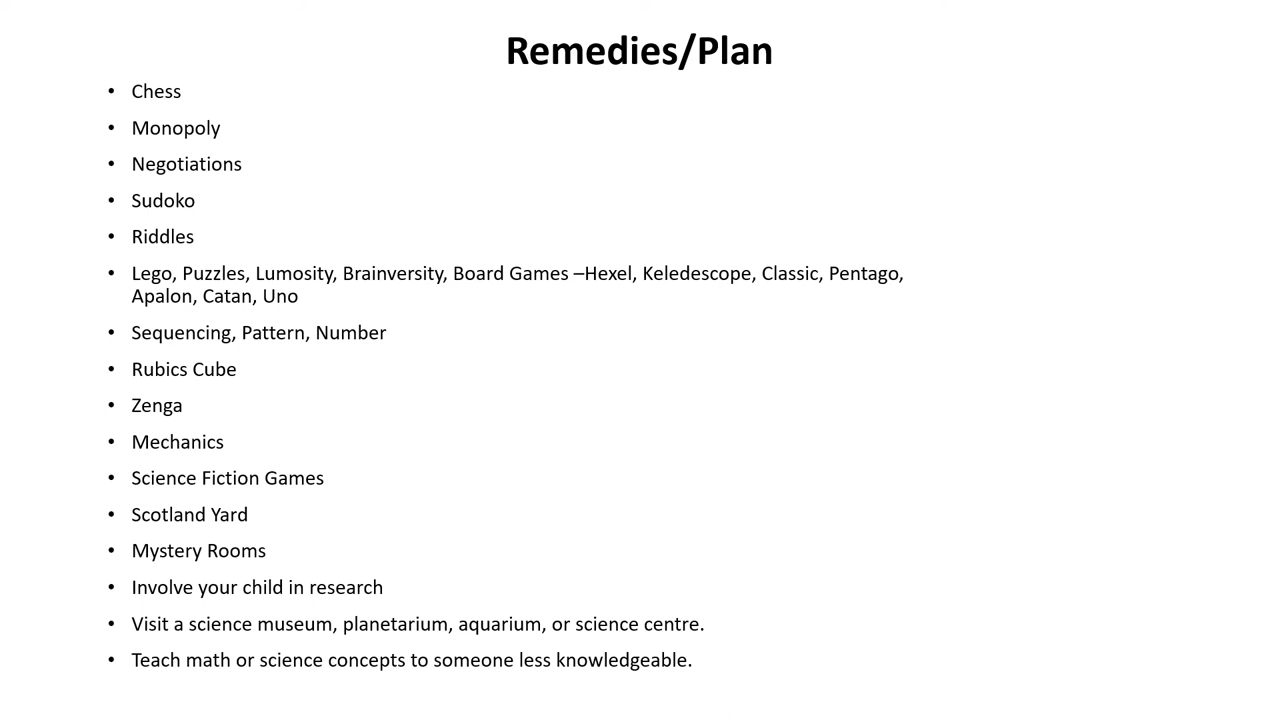 Remedies/Plan
• Chess
• Monopoly
• Negotiations
• Sudoko
• Riddles
• Lego, Puzzles, Lumosity, Brainversity, Board Games –Hexel, Keledescope, Classic, Pentago,
Apalon, Catan, Uno
• Sequencing, Pattern, Number
• Rubics Cube
• Zenga
• Mechanics
• Science Fiction Games
• Scotland Yard
• Mystery Rooms
• Involve your child in research
• Visit a science museum, planetarium, aquarium, or science centre.
• Teach math or science concepts to someone less knowledgeable.